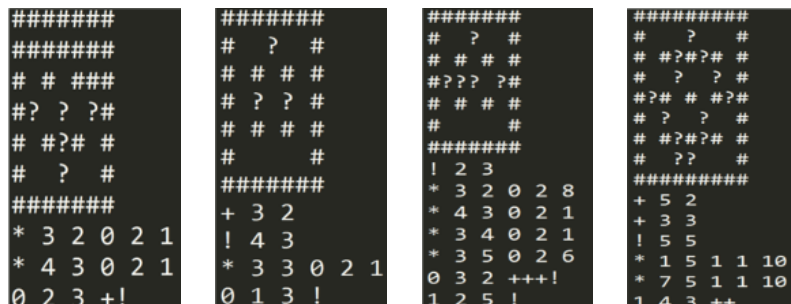 #######
#######
# # ###
#? ? ?#
# #?# #
#  ?  #
#######
* 3 2 0 2 1
* 4 3 0 2 1
0 2 3 +!
#######
#  ?  #
# # # #
# ? ? #
# # # #
#     #
#######
+ 3 2
! 4 3
* 3 3 0 2 1
0 1 3 !
#######
#  ?  #
# # # #
#??? ?#
# # # #
#     #
#######
! 2 3
* 3 2 0 2 8
* 4 3 0 2 1
* 3 4 0 2 1
* 3 5 0 2 6
0 3 2 +++!
1 2 5 !
#########
#   ?   #
# #?#?# #
#  ?  ? #
#?# # #?#
# ?  ?  #
# #?#?# #
#  ??   #
#########
+ 5 2
+ 3 3
! 5 5
* 1 5 1 1 10
* 7 5 1 1 10
1 4 3 ++